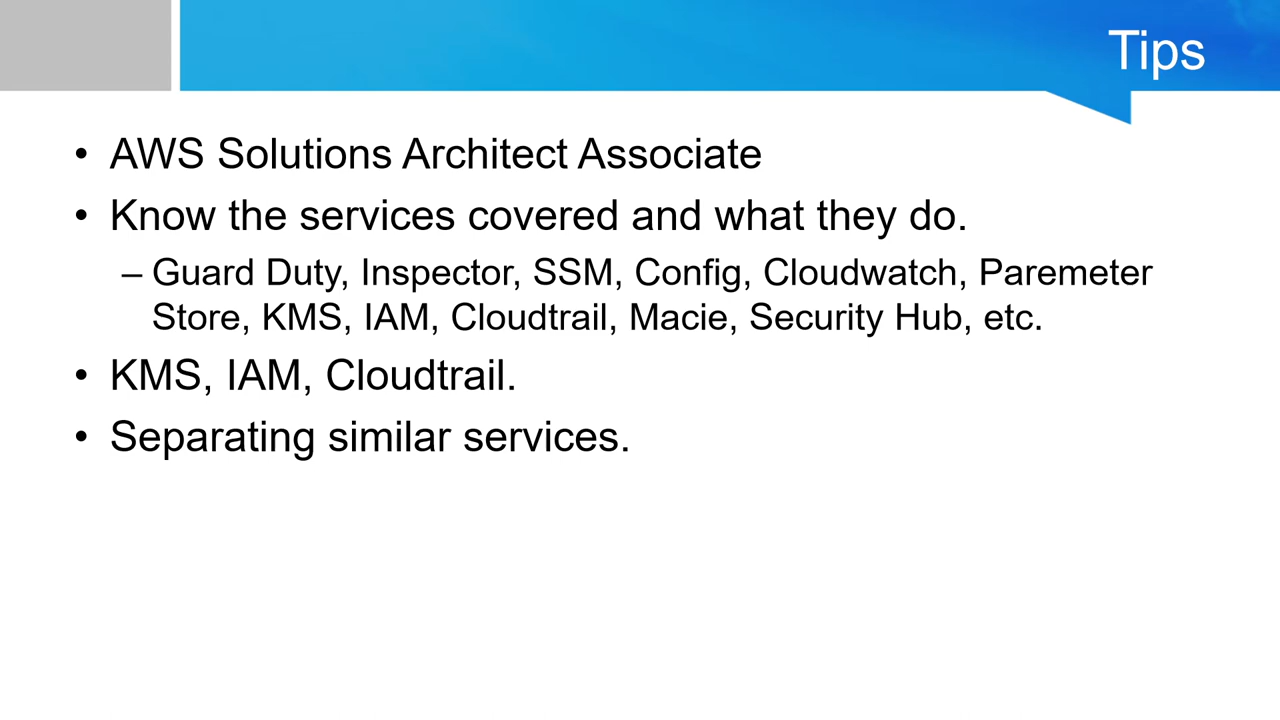 Tips
• AWS Solutions Architect Associate
• Know the services covered and what they do.
– Guard Duty, Inspector, SSM, Config, Cloudwatch, Paremeter
Store, KMS, IAM, Cloudtrail, Macie, Security Hub, etc.
• KMS, IAM, Cloudtrail.
• Separating similar services.